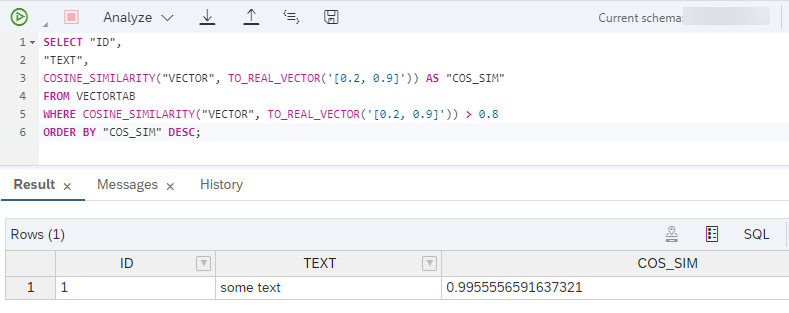 Analyze
Current schema:
1 SELECT "ID",
2 "TEXT",
3 COSINE_SIMILARITY("VECTOR", TO_REAL_VECTOR('[0.2, 0.9]')) AS "COS_SIM"
4 FROM VECTORTAB
5 WHERE COSINE_SIMILARITY("VECTOR", TO_REAL_VECTOR('[0.2, 0.9]')) > 0.8
6 ORDER BY "COS_SIM" DESC;
Result × Messages × History
Rows (1) SQL
ID TEXT COS_SIM
1 1 some text 0.9955556591637321